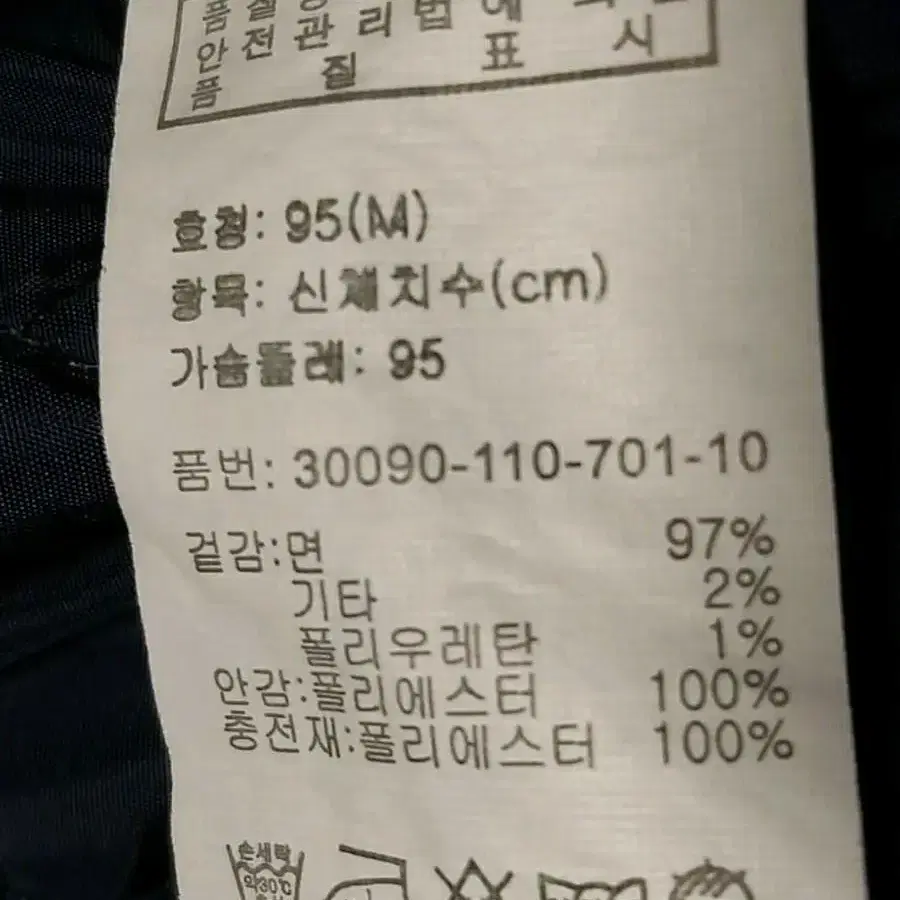 안전관리법에
품질표시
호칭: 95(M)
항목: 신체치수(cm)
가슴둘레: 95
품번: 30090-110-701-10
겉감:면 97%
기타 2%
폴리우레탄 1%
안감:폴리에스터 100%
충전재:폴리에스터 100%
손세탁
약30℃